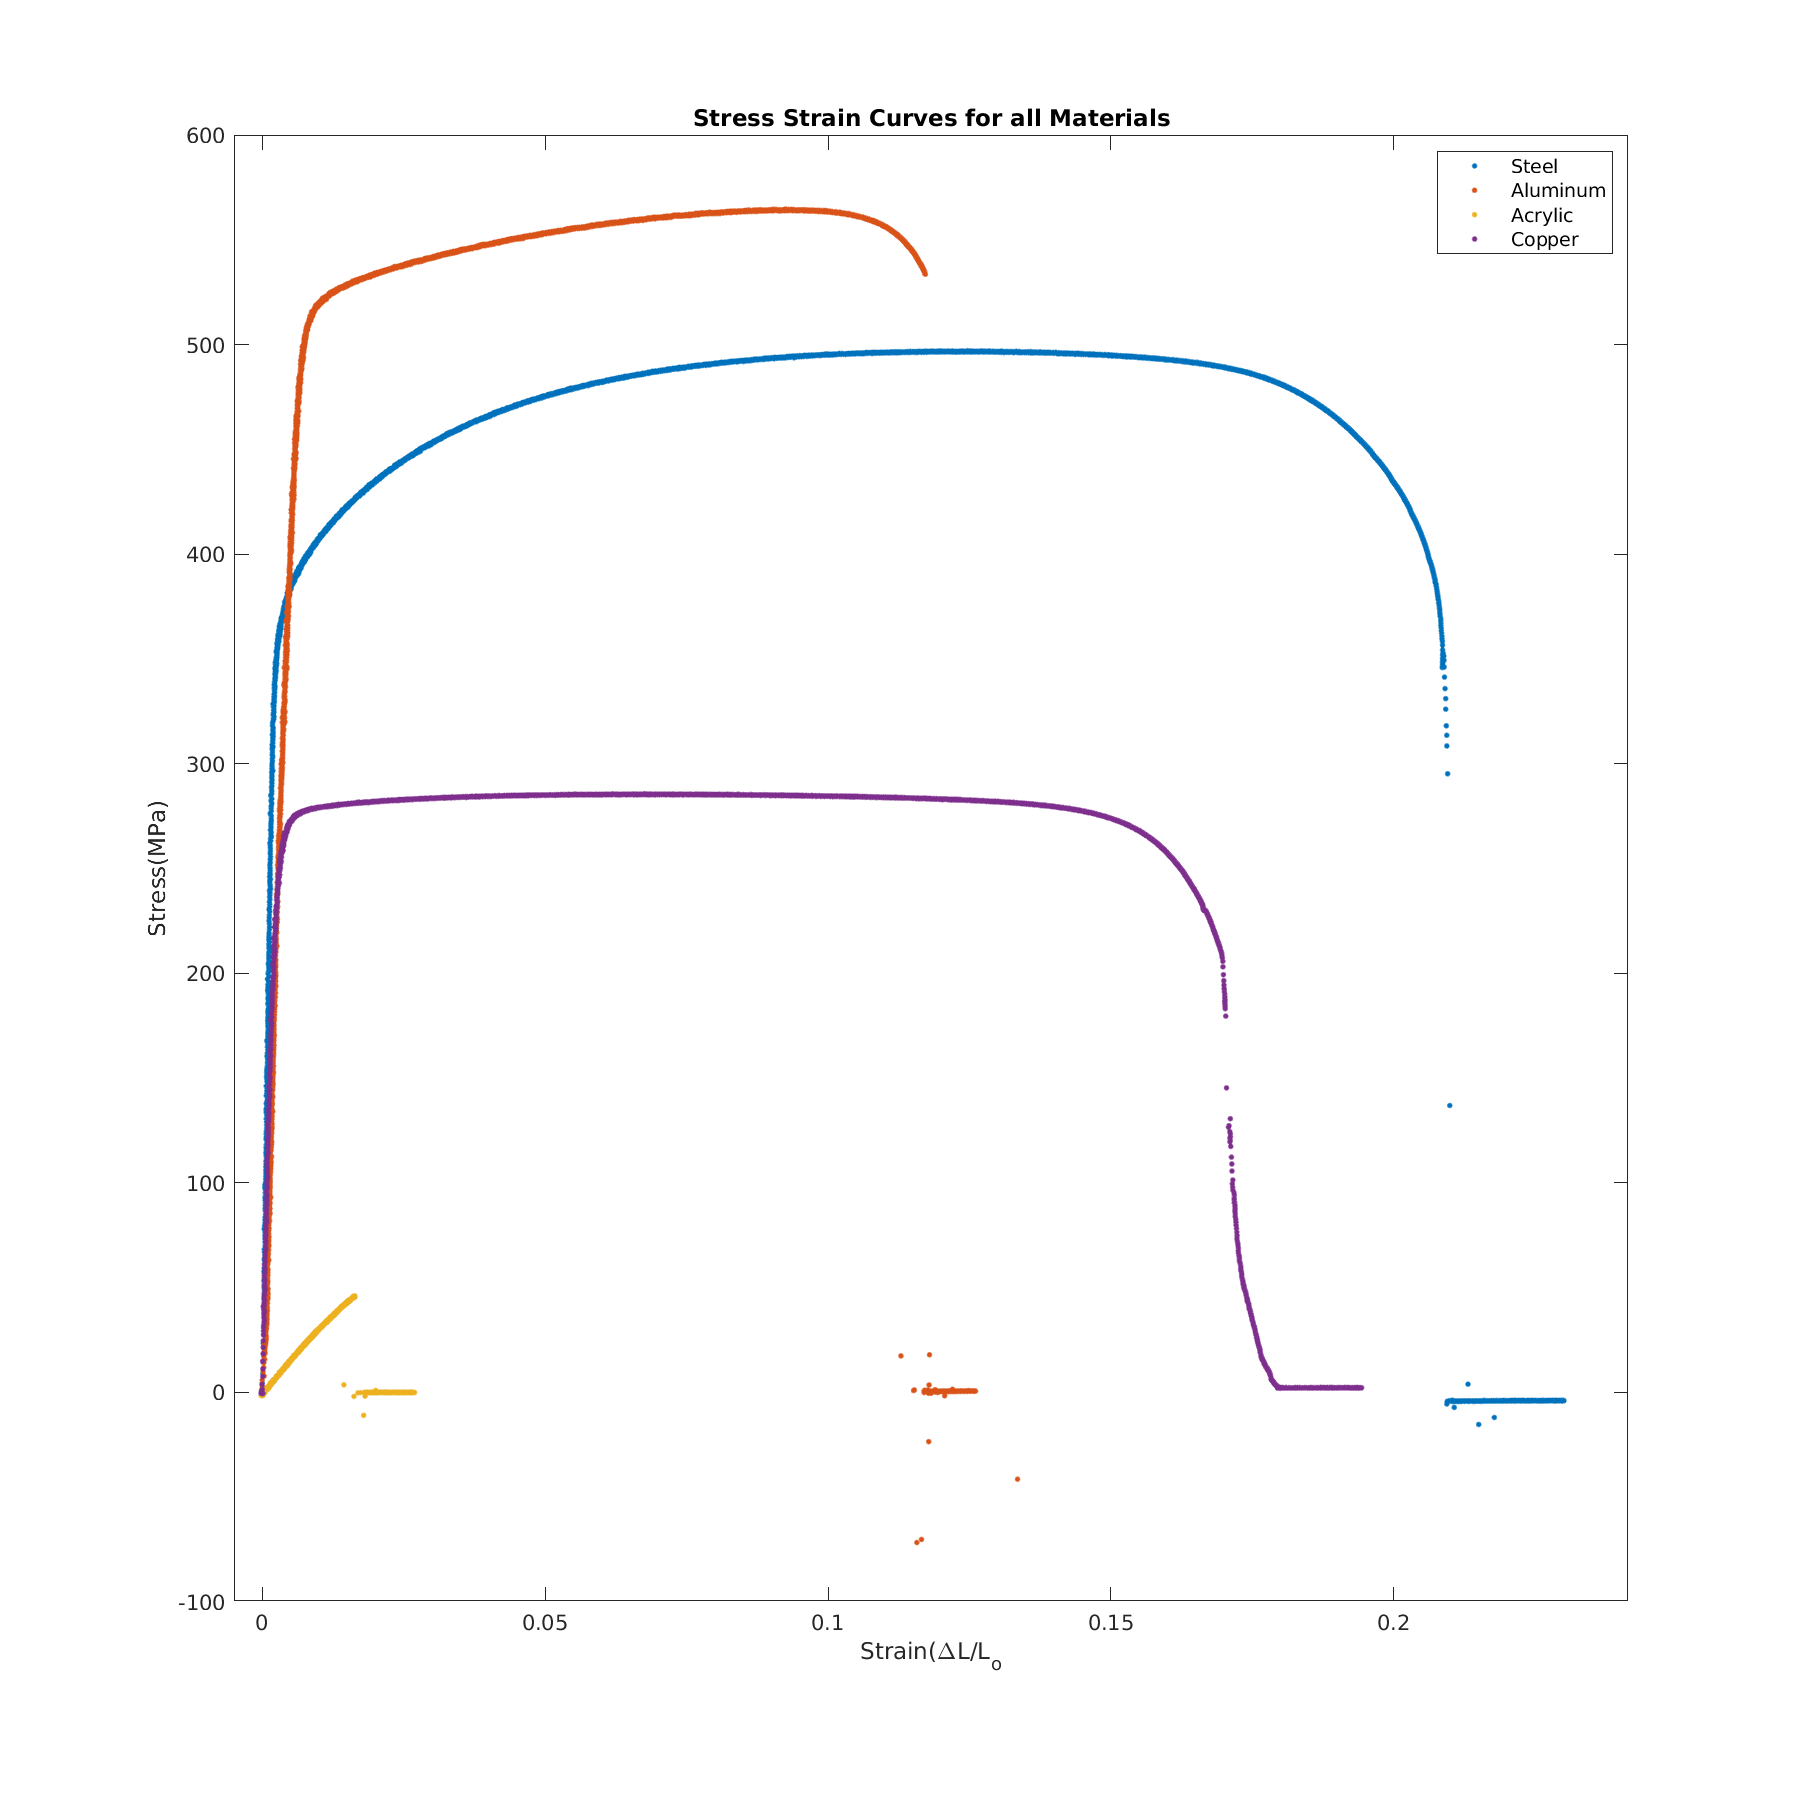 Stress Strain Curves for all Materials
600
500
400
300
200
100
0
-100
Stress(MPa)
0 0.05 0.1 0.15 0.2
Strain(ΔL/Lo
Steel
Aluminum
Acrylic
Copper